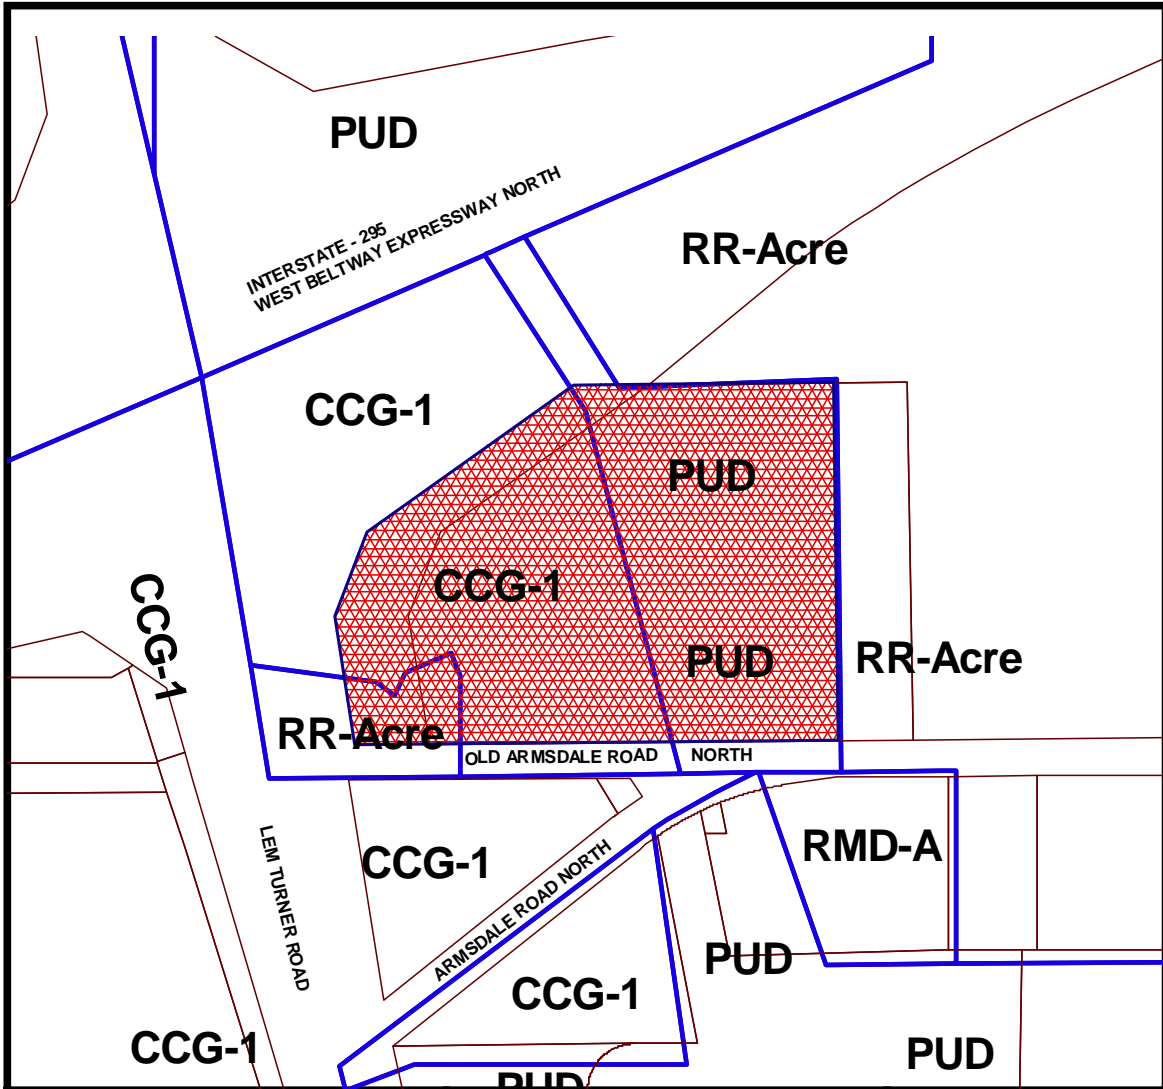 PUD
INTERSTATE - 295
WEST BELTWAY EXPRESSWAY NORTH
RR-Acre
CCG-1
PUD
CCG-1
CCG-1
PUD
RR-Acre
RR-Acre
OLD ARMSDALE ROAD NORTH
LEM TURNER ROAD
CCG-1
RMD-A
ARMSDALE ROAD NORTH
PUD
CCG-1
CCG-1
PUD
PUD